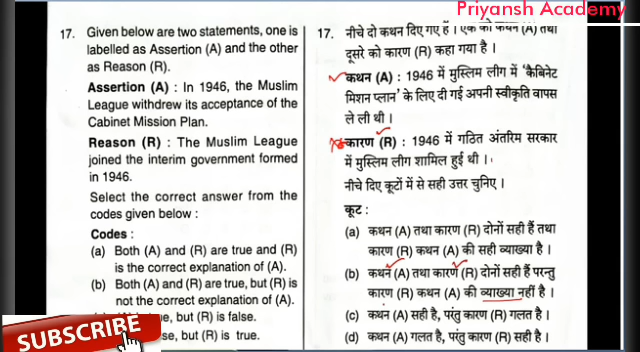 Priyansh Academy
17. Given below are two statements, one is
labelled as Assertion (A) and the other
as Reason (R).
Assertion (A) : In 1946, the Muslim
League withdrew its acceptance of the
Cabinet Mission Plan.
Reason (R) : The Muslim League
joined the interim government formed
in 1946.
Select the correct answer from the
codes given below :
Codes :
(a) Both (A) and (R) are true and (R)
is the correct explanation of (A).
(b) Both (A) and (R) are true, but (R) is
not the correct explanation of (A).
but (R) is false.
but (R) is true.
17. नीचे दो कथन दिए गए हैं । एक को कथन (A) तथा
दूसरे को कारण (R) कहा गया है ।
कथन (A) : 1946 में मुस्लिम लीग में ‘कैबिनेट
मिशन प्लान’ के लिए दी गई अपनी स्वीकृति वापस
ले ली थी ।
कारण (R) : 1946 में गठित अंतरिम सरकार
में मुस्लिम लीग शामिल हुई थी ।
नीचे दिए कूटों में से सही उत्तर चुनिए ।
कूट :
(a) कथन (A) तथा कारण (R) दोनों सही हैं तथा
कारण (R) कथन (A) की सही व्याख्या है ।
(b) कथन (A) तथा कारण (R) दोनों सही हैं परन्तु
कारण (R) कथन (A) की व्याख्या नहीं है ।
(c) कथन (A) सही है, परंतु कारण (R) गलत है ।
(d) कथन (A) गलत है, परंतु कारण (R) सही है ।
SUBSCRIBE